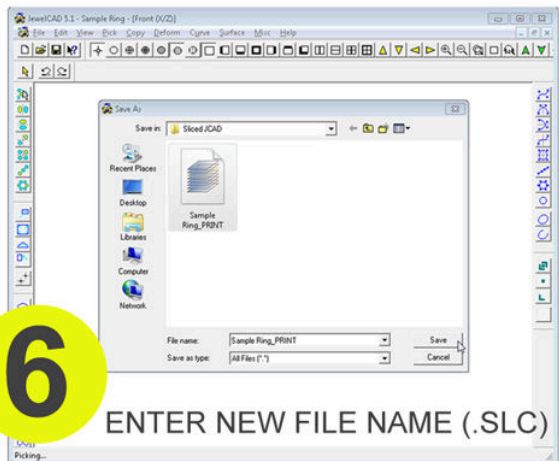 JewelCAD 5.1 - Sample Ring - [Front (X/Z)]
File Edit View Pick Copy Deform Curve Surface Misc Help
Save As
Save in: Sliced JCAD
Recent Places
Desktop
Libraries
Computer
Network
Sample
Ring_PRINT
File name: Sample Ring_PRINT Save
Save as type: All Files (*.*) Cancel
6
ENTER NEW FILE NAME (.SLC)
Picking...